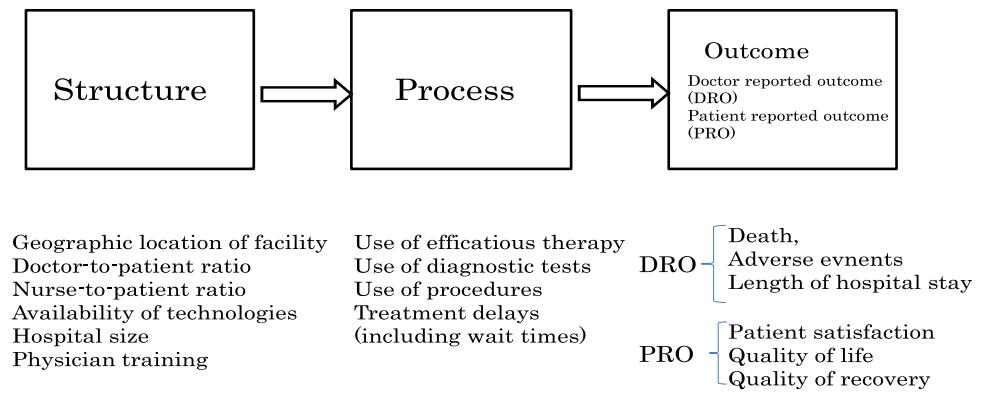 Structure
Process
Outcome
Doctor reported outcome
(DRO)
Patient reported outcome
(PRO)
Geographic location of facility
Doctor-to-patient ratio
Nurse-to-patient ratio
Availability of technologies
Hospital size
Physician training
Use of efficatious therapy
Use of diagnostic tests
Use of procedures
Treatment delays
(including wait times)
DRO
Death,
Adverse evnents
Length of hospital stay
PRO
Patient satisfaction
Quality of life
Quality of recovery